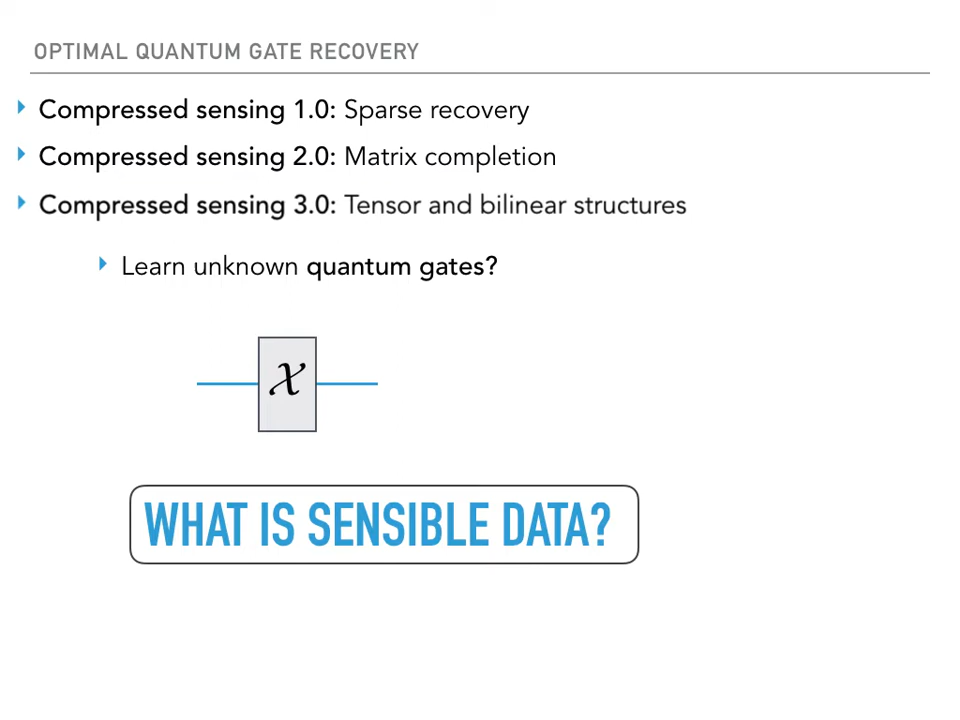 OPTIMAL QUANTUM GATE RECOVERY
Compressed sensing 1.0: Sparse recovery
Compressed sensing 2.0: Matrix completion
Compressed sensing 3.0: Tensor and bilinear structures
Learn unknown quantum gates?
𝒳
WHAT IS SENSIBLE DATA?